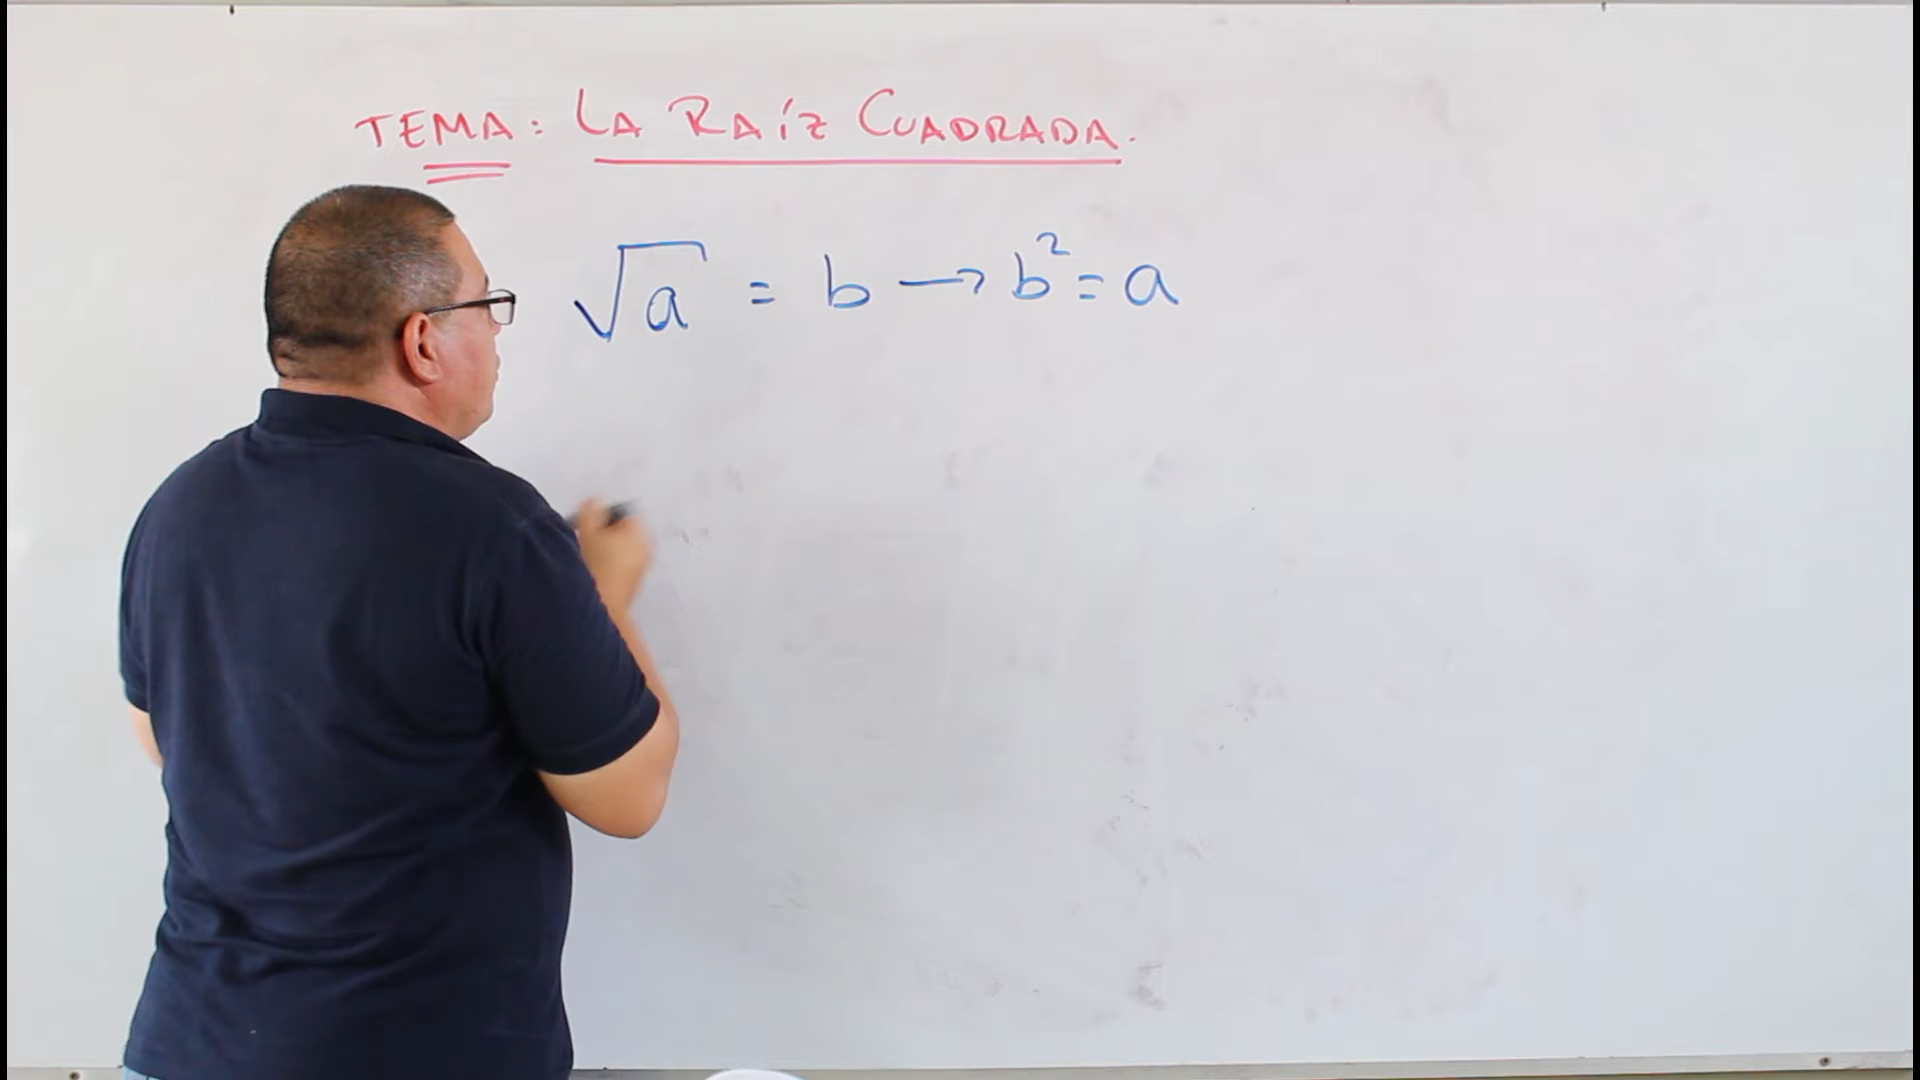 TEMA: LA RAÍZ CUADRADA.
√a = b → b² = a